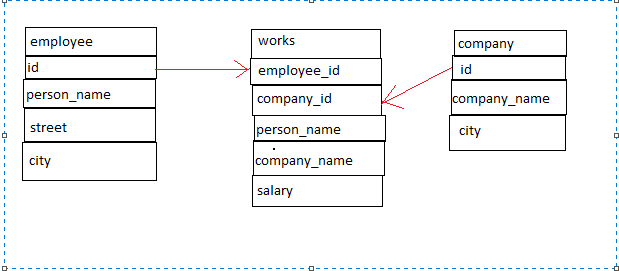 employee
id
person_name
street
city
works
employee_id
company_id
person_name
company_name
salary
company
id
company_name
city